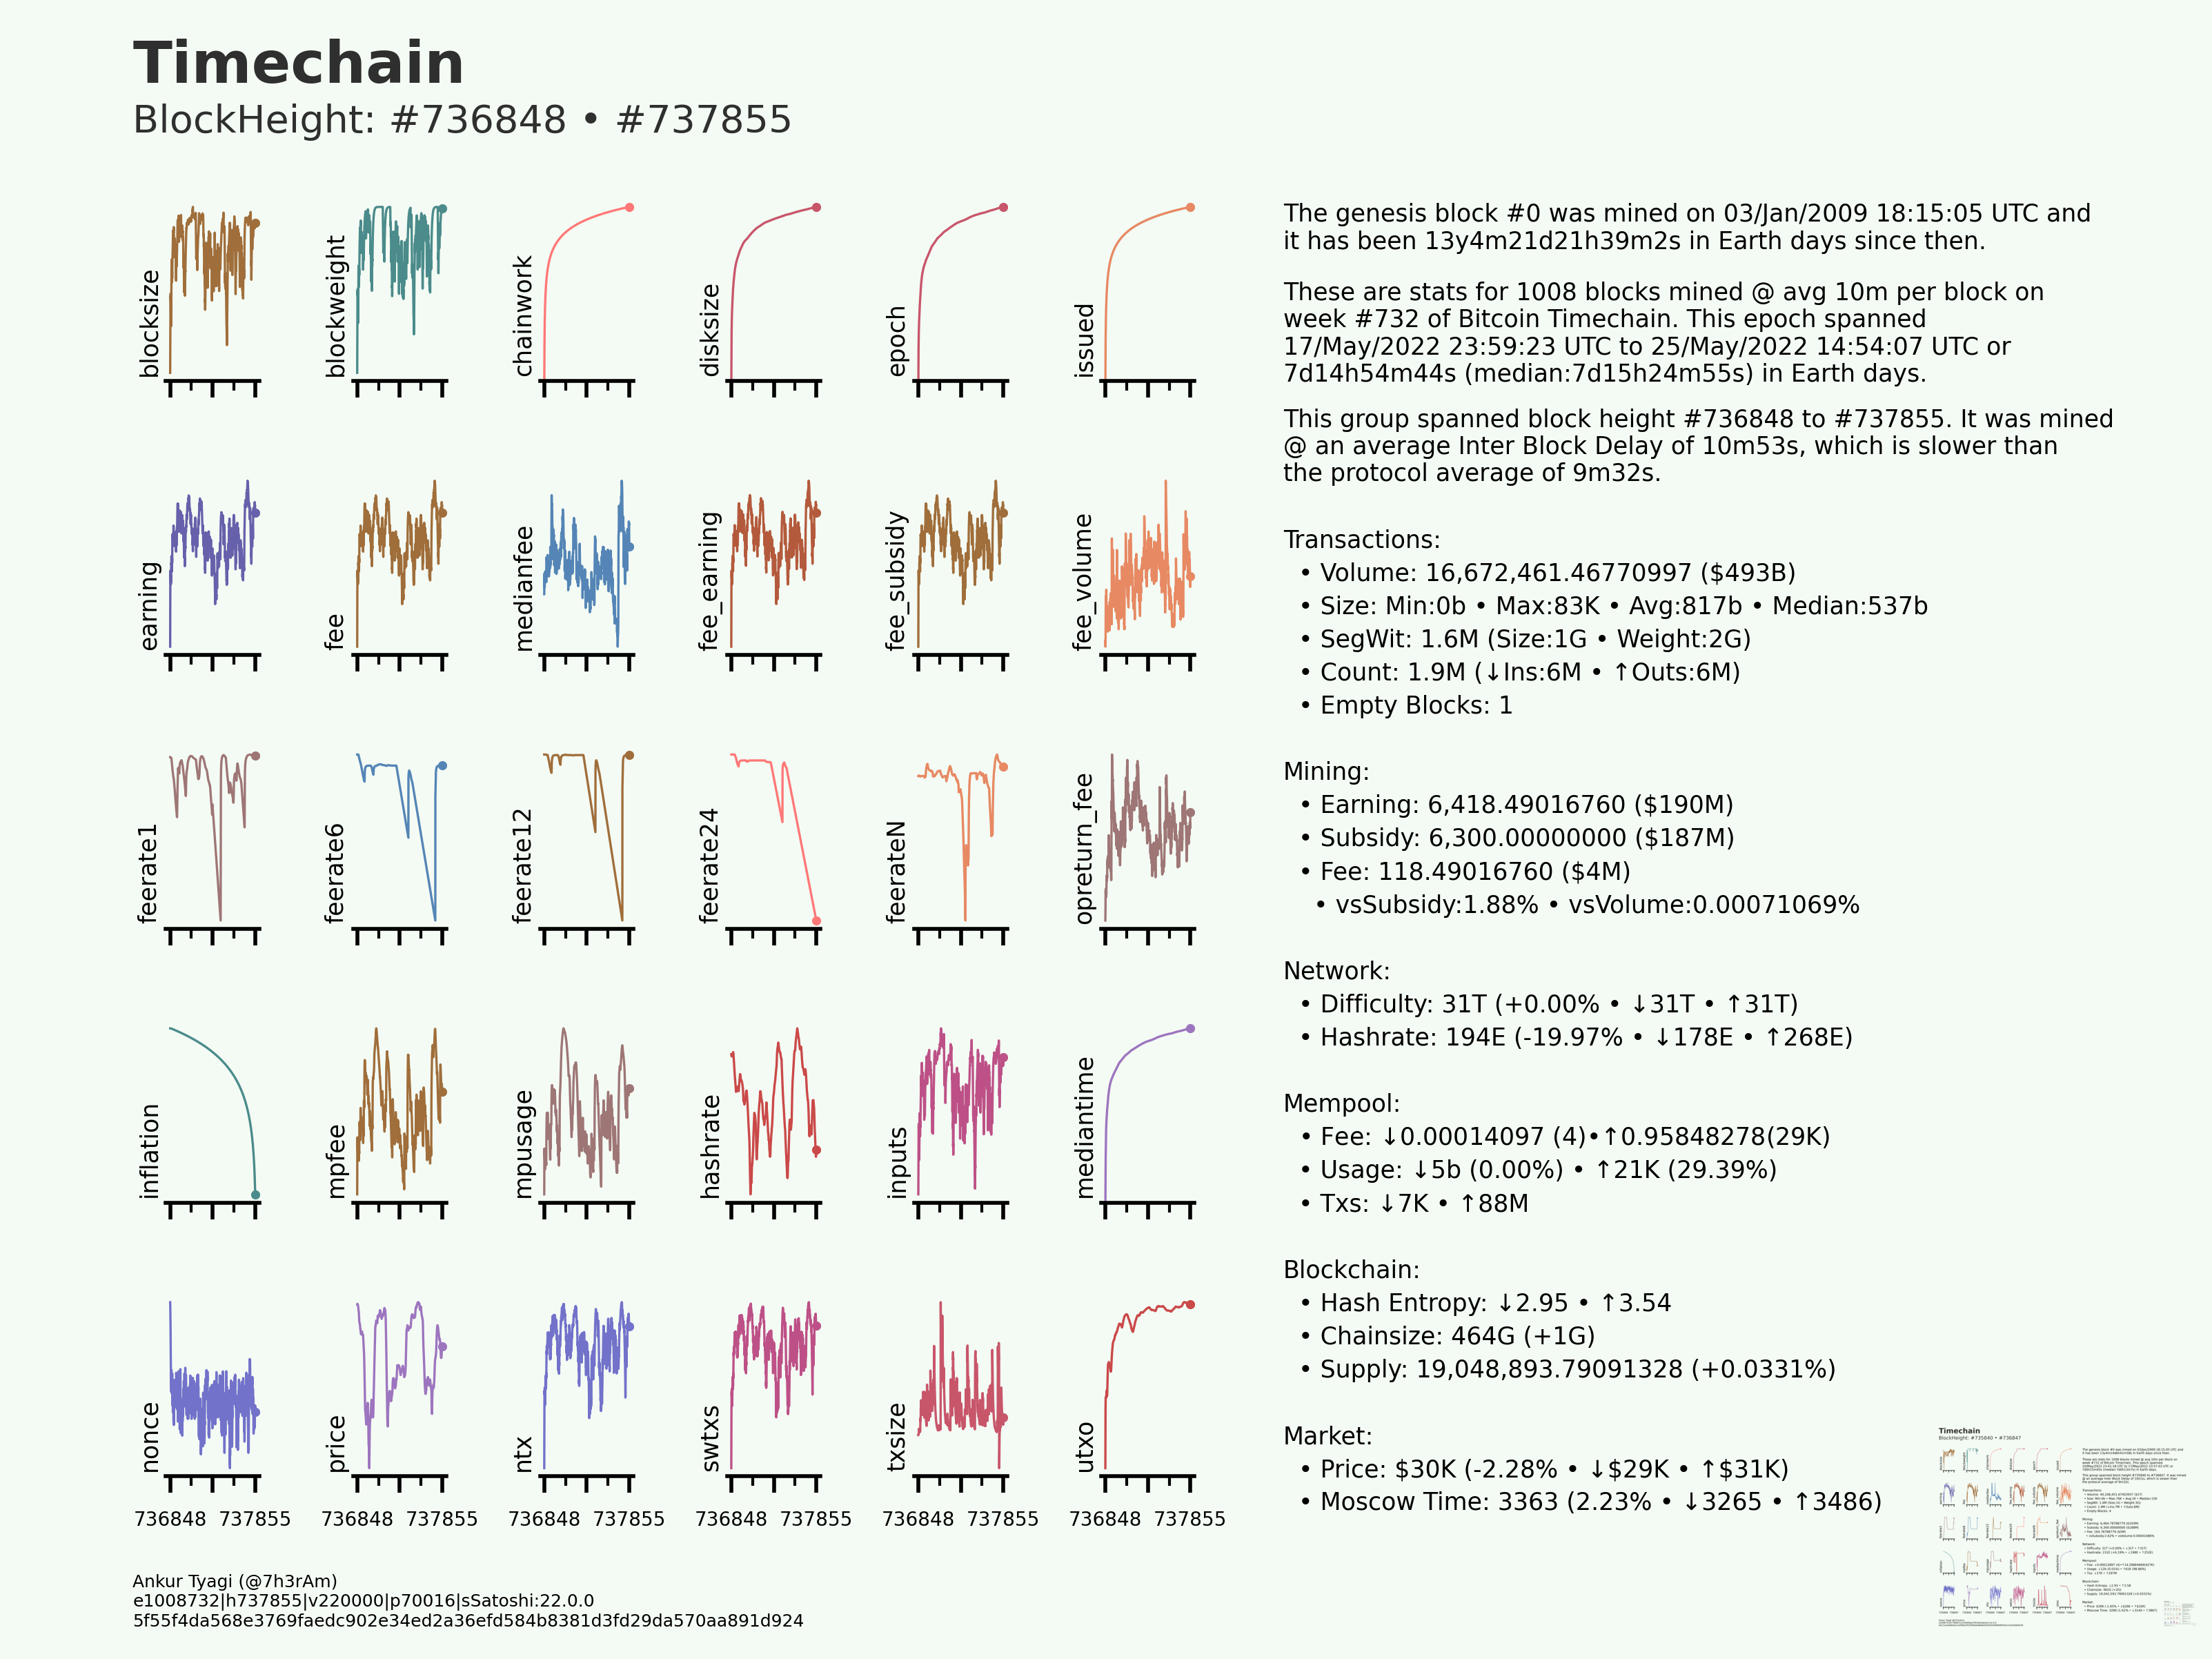 Timechain
BlockHeight: #736848 • #737855
blocksize
blockweight
chainwork
disksize
epoch
issued
earning
fee
medianfee
fee_earning
fee_subsidy
fee_volume
feerate1
feerate6
feerate12
feerate24
feerateN
opreturn_fee
inflation
mpfee
mpusage
hashrate
inputs
mediantime
nonce
price
ntx
swtxs
txsize
utxo
736848 737855 736848 737855 736848 737855 736848 737855 736848 737855 736848 737855
The genesis block #0 was mined on 03/Jan/2009 18:15:05 UTC and
it has been 13y4m21d21h39m2s in Earth days since then.
These are stats for 1008 blocks mined @ avg 10m per block on
week #732 of Bitcoin Timechain. This epoch spanned
17/May/2022 23:59:23 UTC to 25/May/2022 14:54:07 UTC or
7d14h54m44s (median:7d15h24m55s) in Earth days.
This group spanned block height #736848 to #737855. It was mined
@ an average Inter Block Delay of 10m53s, which is slower than
the protocol average of 9m32s.
Transactions:
• Volume: 16,672,461.46770997 ($493B)
• Size: Min:0b • Max:83K • Avg:817b • Median:537b
• SegWit: 1.6M (Size:1G • Weight:2G)
• Count: 1.9M (↓Ins:6M • ↑Outs:6M)
• Empty Blocks: 1
Mining:
• Earning: 6,418.49016760 ($190M)
• Subsidy: 6,300.00000000 ($187M)
• Fee: 118.49016760 ($4M)
• vsSubsidy:1.88% • vsVolume:0.00071069%
Network:
• Difficulty: 31T (+0.00% • ↓31T • ↑31T)
• Hashrate: 194E (-19.97% • ↓178E • ↑268E)
Mempool:
• Fee: ↓0.00014097 (4)•↑0.95848278(29K)
• Usage: ↓5b (0.00%) • ↑21K (29.39%)
• Txs: ↓7K • ↑88M
Blockchain:
• Hash Entropy: ↓2.95 • ↑3.54
• Chainsize: 464G (+1G)
• Supply: 19,048,893.79091328 (+0.0331%)
Market:
• Price: $30K (-2.28% • ↓$29K • ↑$31K)
• Moscow Time: 3363 (2.23% • ↓3265 • ↑3486)
Ankur Tyagi (@7h3rAm)
e1008732|h737855|v220000|p70016|sSatoshi:22.0.0
5f55f4da568e3769faedc902e34ed2a36efd584b8381d3fd29da570aa891d924
Timechain
BlockHeight: #735840 • #736847